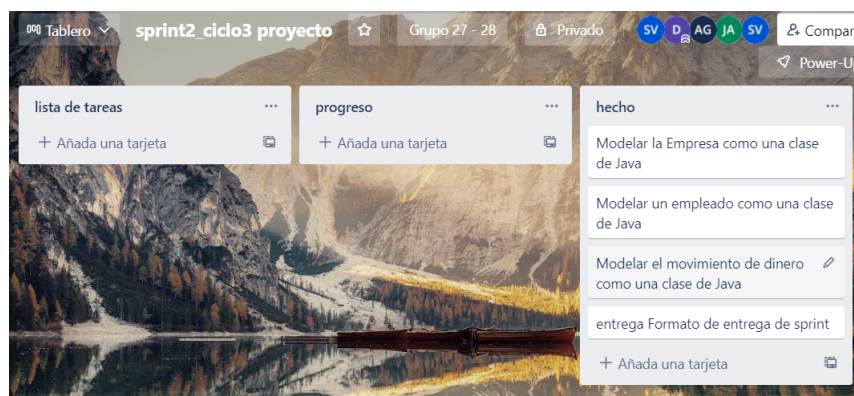 Tablero
sprint2_ciclo3 proyecto
Grupo 27 - 28
Privado
SV D AG JA SV
Compar
Power-U
lista de tareas
+ Añada una tarjeta
progreso
+ Añada una tarjeta
hecho
Modelar la Empresa como una clase
de Java
Modelar un empleado como una clase
de Java
Modelar el movimiento de dinero
como una clase de Java
entrega Formato de entrega de sprint
+ Añada una tarjeta